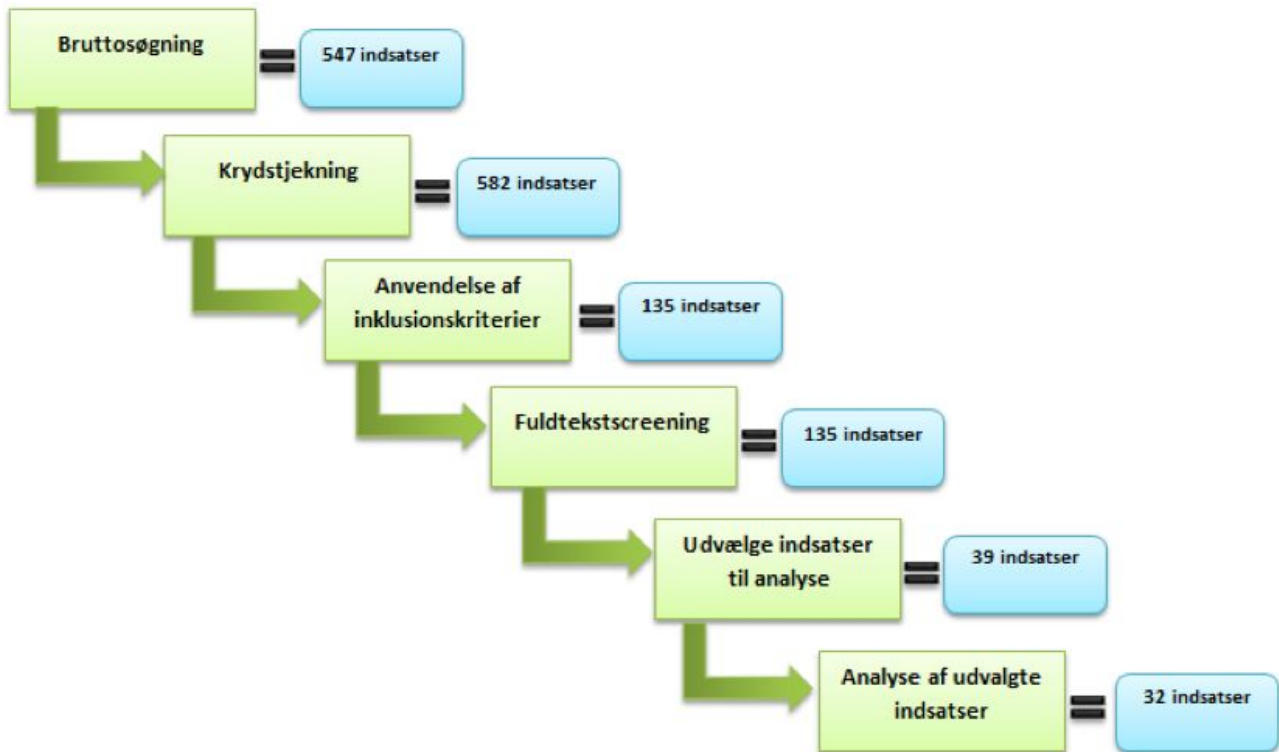 Bruttosøgning
547 indsatser
Krydstjekning
582 indsatser
Anvendelse af
inklusionskriterier
135 indsatser
Fuldtekstscreening
135 indsatser
Udvælge indsatser
til analyse
39 indsatser
Analyse af udvalgte
indsatser
32 indsatser